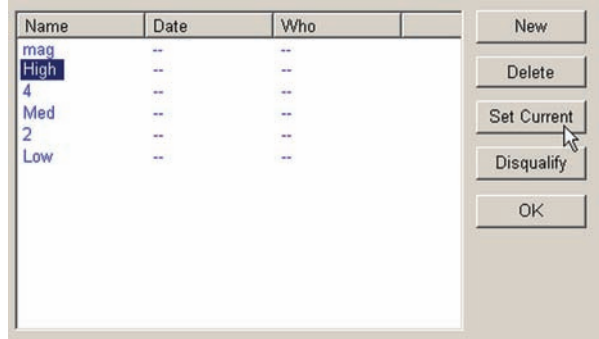 Name Date Who New
mag -- --
High -- -- Delete
4 -- --
Med -- -- Set Current
2 -- --
Low -- -- Disqualify
OK